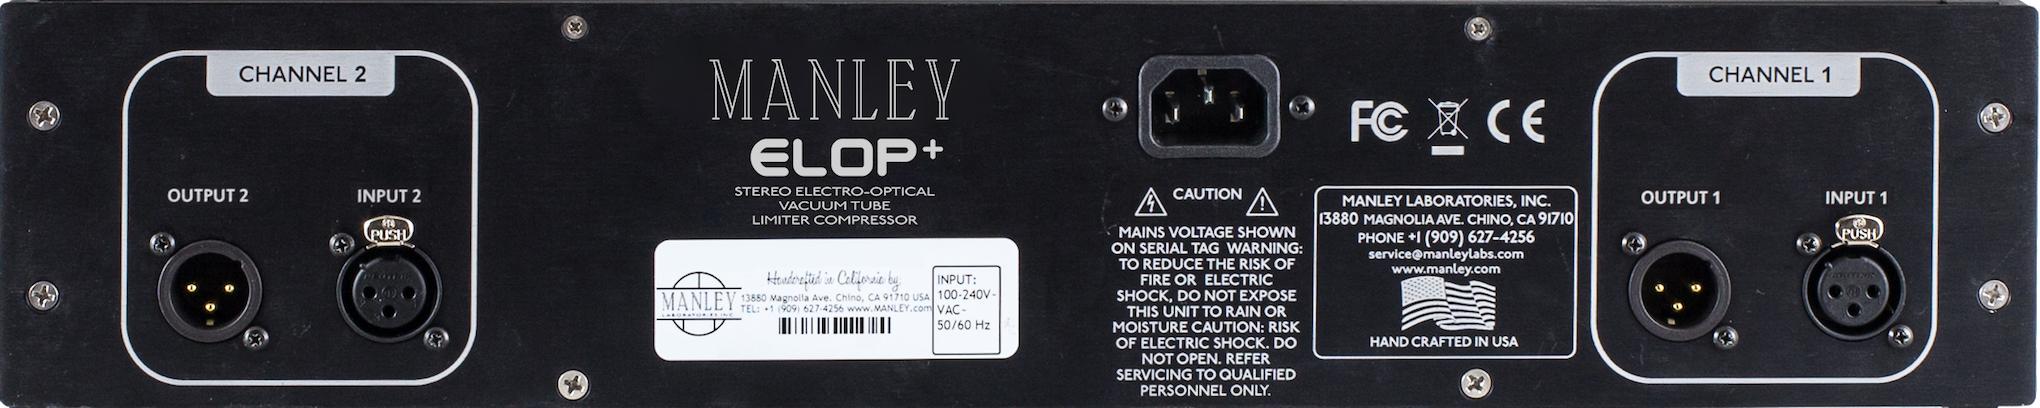 CHANNEL 2
OUTPUT 2
INPUT 2
PUSH
MANLEY
ELOP+
STEREO ELECTRO-OPTICAL
VACUUM TUBE
LIMITER COMPRESSOR
MANLEY
LABORATORIES INC.
Handcrafted in California by:
13880 Magnolia Ave. Chino, CA 91710 USA
TEL: +1 (909) 627-4256 www.MANLEY.com
INPUT:
100-240V~
VAC~
50/60 Hz
CAUTION
MAINS VOLTAGE SHOWN
ON SERIAL TAG WARNING:
TO REDUCE THE RISK OF
FIRE OR ELECTRIC
SHOCK, DO NOT EXPOSE
THIS UNIT TO RAIN OR
MOISTURE CAUTION: RISK
OF ELECTRIC SHOCK. DO
NOT OPEN. REFER
SERVICING TO QUALIFIED
PERSONNEL ONLY.
FC CE
MANLEY LABORATORIES, INC.
13880 MAGNOLIA AVE. CHINO, CA 91710
PHONE +1 (909) 627-4256
service@manleylabs.com
www.manley.com
HAND CRAFTED IN USA
CHANNEL 1
OUTPUT 1
INPUT 1
PUSH